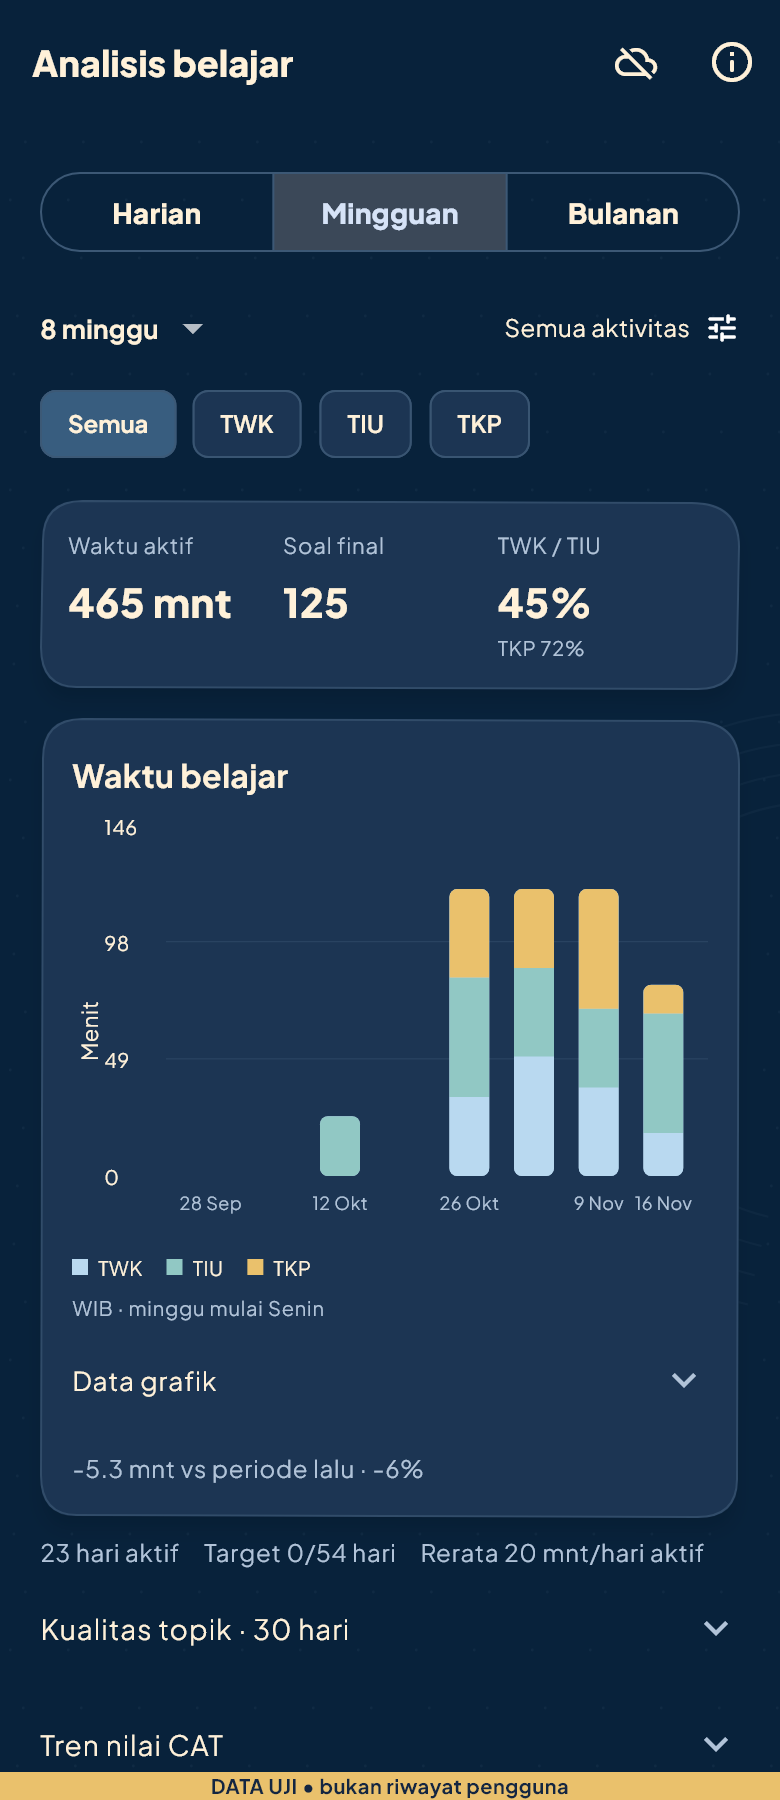 Analisis belajar
Harian Mingguan Bulanan
8 minggu Semua aktivitas
Semua TWK TIU TKP
Waktu aktif Soal final TWK / TIU
465 mnt 125 45%
TKP 72%
Waktu belajar
146
98
Menit
49
0
28 Sep 12 Okt 26 Okt 9 Nov 16 Nov
TWK TIU TKP
WIB · minggu mulai Senin
Data grafik
-5.3 mnt vs periode lalu · -6%
23 hari aktif Target 0/54 hari Rerata 20 mnt/hari aktif
Kualitas topik · 30 hari
Tren nilai CAT
DATA UJI • bukan riwayat pengguna